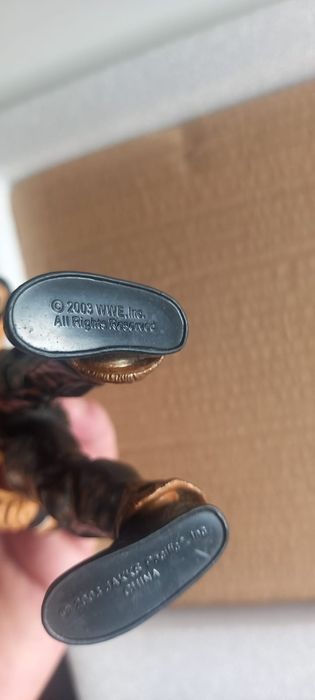 © 2003 WWE, Inc.
All Rights Reserved
© 2003 JAKKS Pacific, Inc
CHINA